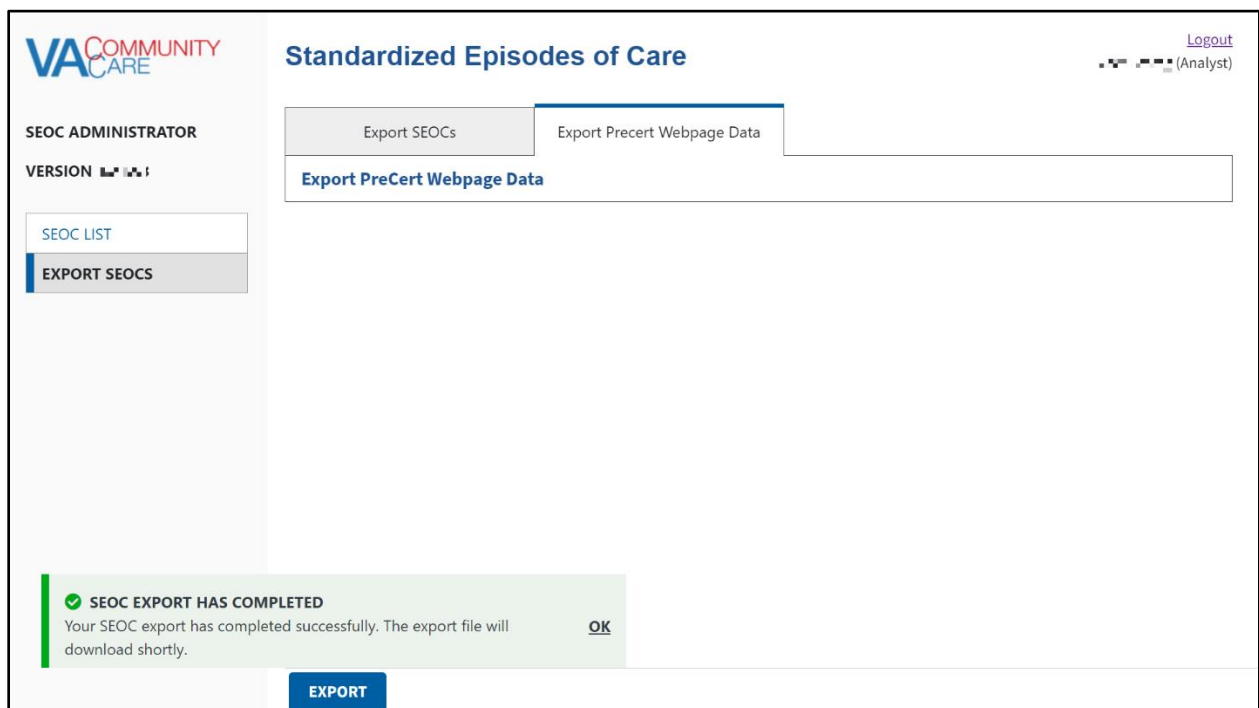 VA COMMUNITY CARE
Standardized Episodes of Care
Logout
(Analyst)
SEOC ADMINISTRATOR
VERSION
SEOC LIST
EXPORT SEOCS
Export SEOCs
Export Precert Webpage Data
Export PreCert Webpage Data
SEOC EXPORT HAS COMPLETED
Your SEOC export has completed successfully. The export file will
download shortly.
OK
EXPORT